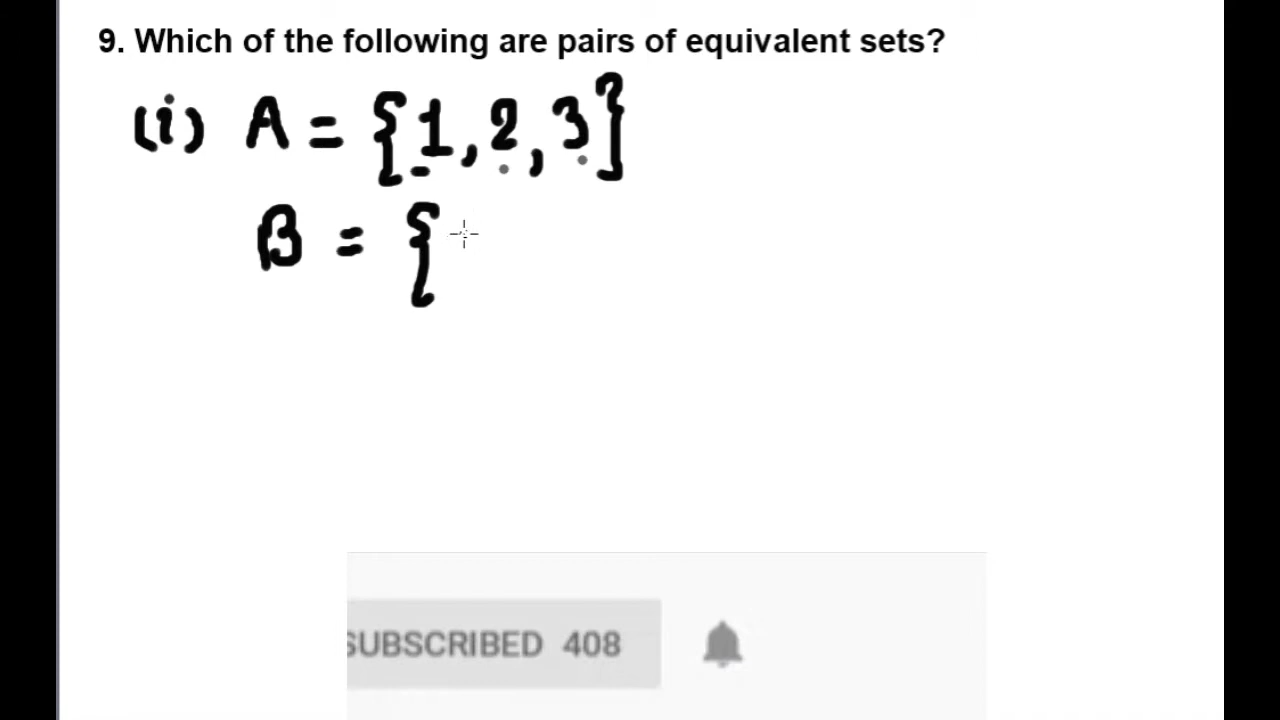 9. Which of the following are pairs of equivalent sets?
(i) A = {1, 2, 3}
B = {
SUBSCRIBED 408